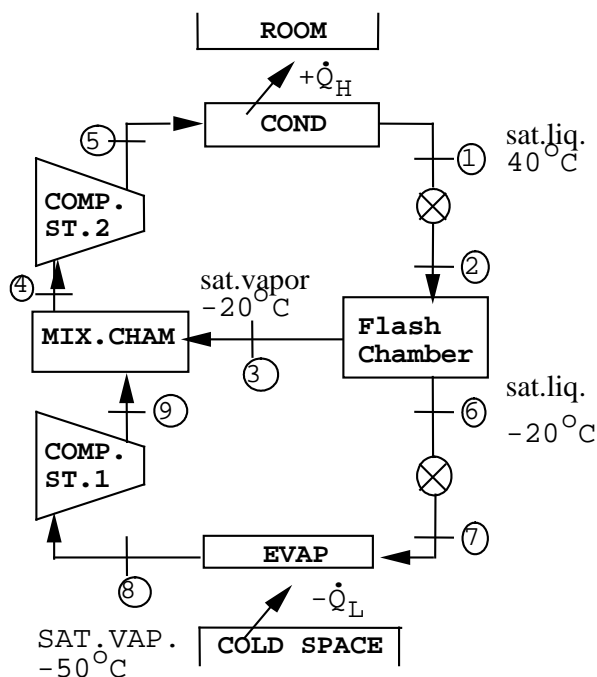 ROOM
+Q̇H
COND
5
1
sat.liq.
40°C
COMP.
ST.2
2
sat.vapor
-20°C
4
MIX.CHAM
Flash
Chamber
3
9
6
sat.liq.
-20°C
COMP.
ST.1
7
EVAP
8
-Q̇L
SAT.VAP.
-50°C
COLD SPACE